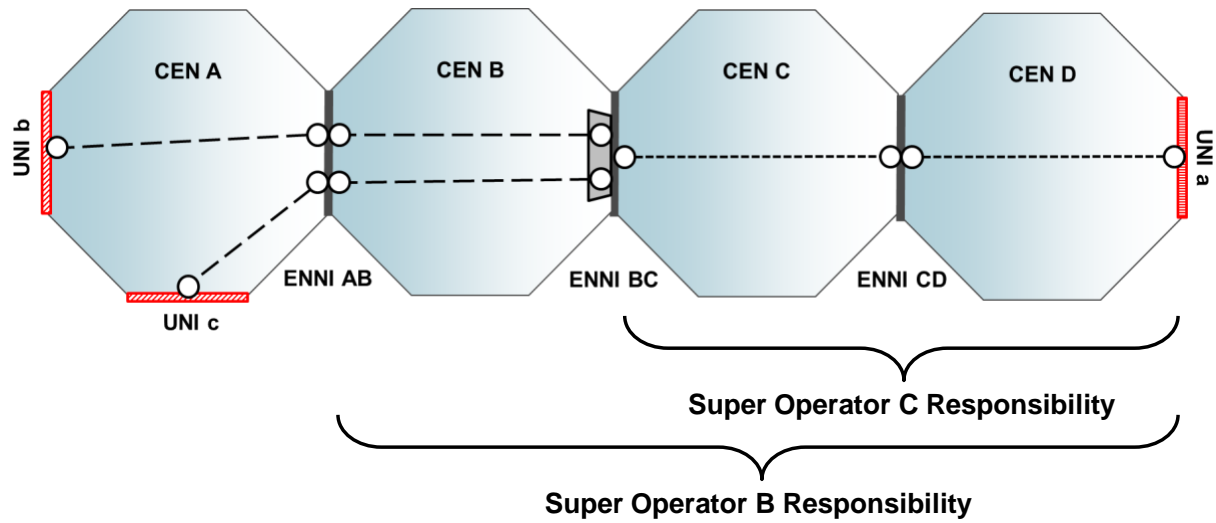 CEN A
CEN B
CEN C
CEN D
UNI b
UNI a
ENNI AB
ENNI BC
ENNI CD
UNI c
Super Operator C Responsibility
Super Operator B Responsibility